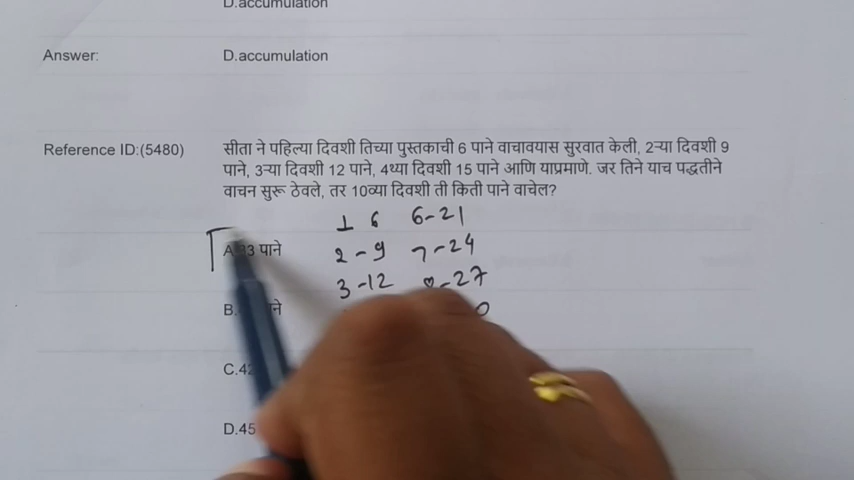 D.accumulation
Answer: D.accumulation
Reference ID:(5480) सीता ने पहिल्या दिवशी तिच्या पुस्तकाची 6 पाने वाचावयास सुरवात केली, 2ऱ्या दिवशी 9
पाने, 3ऱ्या दिवशी 12 पाने, 4थ्या दिवशी 15 पाने आणि याप्रमाणे. जर तिने याच पद्धतीने
वाचन सुरू ठेवले, तर 10व्या दिवशी ती किती पाने वाचेल?
1 6 6-21
A. पाने 2-9 7-24
3-12 8-27
B. पाने
C.42
D.45